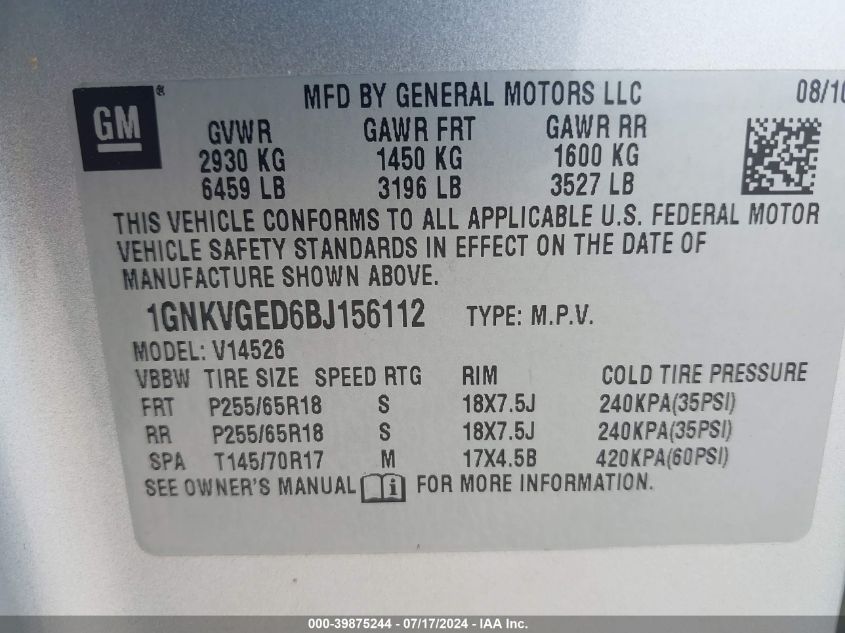 GM ®
MFD BY GENERAL MOTORS LLC 08/10
GVWR GAWR FRT GAWR RR
2930 KG 1450 KG 1600 KG
6459 LB 3196 LB 3527 LB
THIS VEHICLE CONFORMS TO ALL APPLICABLE U.S. FEDERAL MOTOR
VEHICLE SAFETY STANDARDS IN EFFECT ON THE DATE OF
MANUFACTURE SHOWN ABOVE.
1GNKVGED6BJ156112 TYPE: M.P.V.
MODEL: V14526
VBBW TIRE SIZE SPEED RTG RIM COLD TIRE PRESSURE
FRT P255/65R18 S 18X7.5J 240KPA(35PSI)
RR P255/65R18 S 18X7.5J 240KPA(35PSI)
SPA T145/70R17 M 17X4.5B 420KPA(60PSI)
SEE OWNER'S MANUAL i FOR MORE INFORMATION.
000-39875244 - 07/17/2024 - IAA Inc.